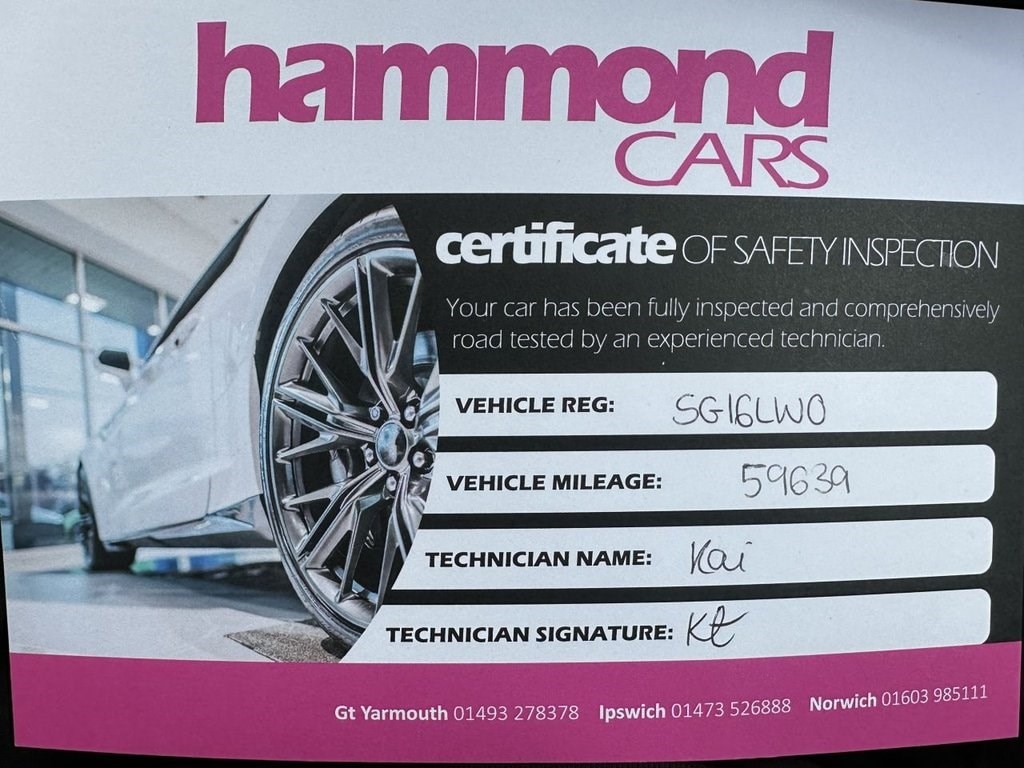 hammond
CARS
certificate OF SAFETY INSPECTION
Your car has been fully inspected and comprehensively
road tested by an experienced technician.
VEHICLE REG: SG16LWO
VEHICLE MILEAGE: 59639
TECHNICIAN NAME: Kai
TECHNICIAN SIGNATURE: Kt
Gt Yarmouth 01493 278378 Ipswich 01473 526888 Norwich 01603 985111